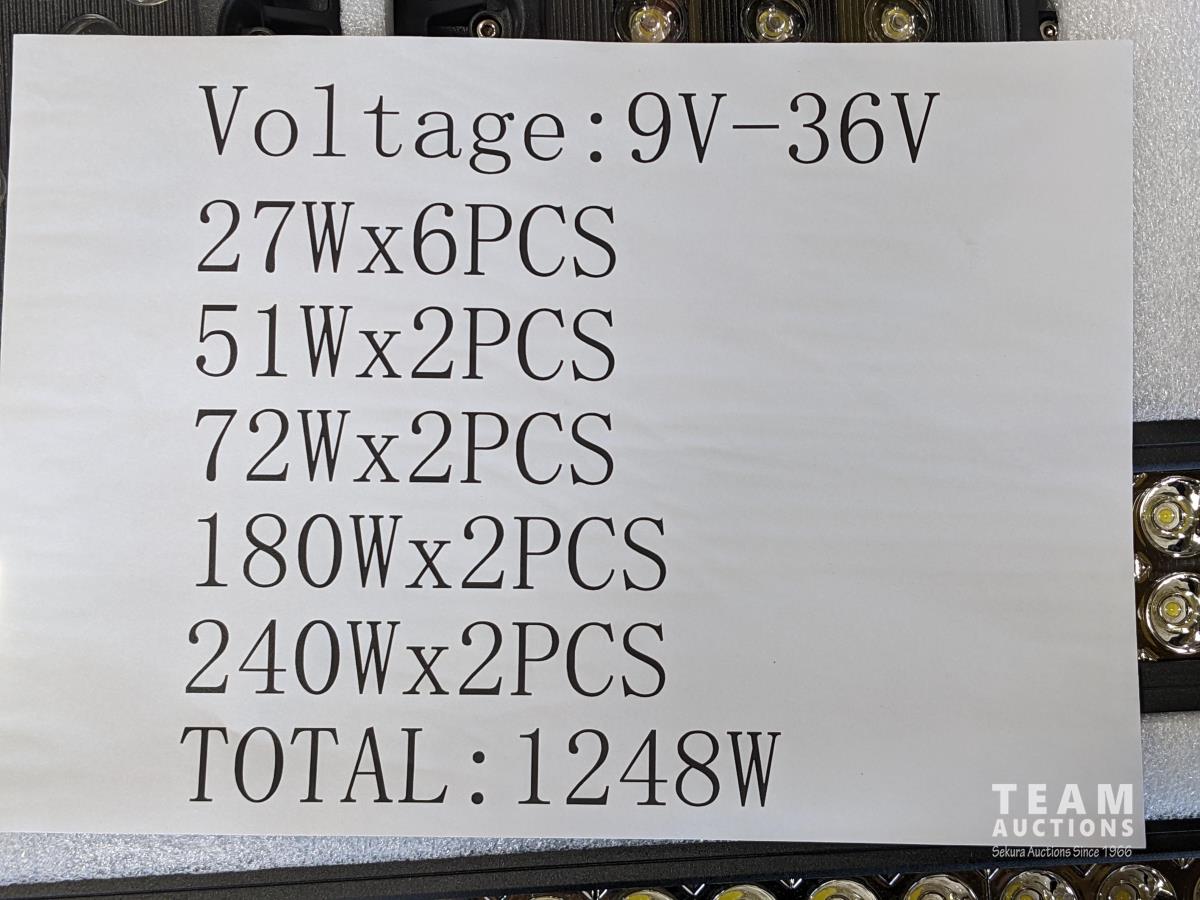 Voltage:9V-36V
27Wx6PCS
51Wx2PCS
72Wx2PCS
180Wx2PCS
240Wx2PCS
TOTAL:1248W
TEAM
AUCTIONS
Sekura Auctions Since 1966